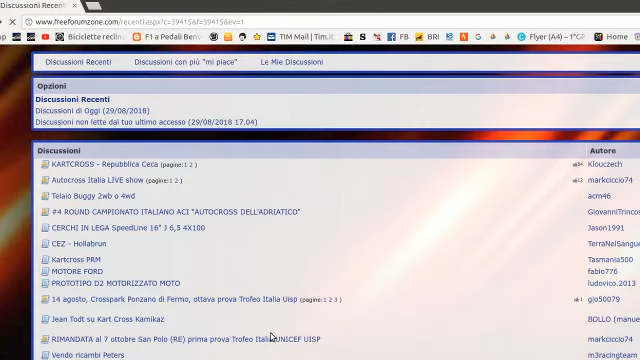 Discussioni Recenti
www.freeforumzone.com/recenti.aspx?c=39415&f=39415&ev=1
Biciclette reclin
F1 a Pedali Benv
TIM Mail | Tim.it
FB
BRI
Flyer (A4) – 1°GP
Home
Discussioni Recenti
Discussioni con più "mi piace"
Le Mie Discussioni
Opzioni
Discussioni Recenti
Discussioni di Oggi (29/08/2018)
Discussioni non lette dal tuo ultimo accesso (29/08/2018 17.04)
Discussioni Autore
KARTCROSS - Repubblica Ceca (pagine:1 2 ) 54 Klouczech
Autocross Italia LIVE show (pagine:1 2 ) 12 markciccio74
Telaio Buggy 2wb o 4wd acm46
#4 ROUND CAMPIONATO ITALIANO ACI "AUTOCROSS DELL'ADRIATICO" GiovanniTrincos
CERCHI IN LEGA SpeedLine 16" J 6,5 4X100 Jason1991
CEZ - Hollabrun TerraNelSangue
Kartcross PRM Tasmania500
MOTORE FORD fabio776
PROTOTIPO D2 MOTORIZZATO MOTO ludovico.2013
14 agosto, Crosspark Ponzano di Fermo, ottava prova Trofeo Italia Uisp (pagine:1 2 3 ) 1 gio50079
Jean Todt su Kart Cross Kamikaz BOLLO (manue
RIMANDATA al 7 ottobre San Polo (RE) prima prova Trofeo Italia UNICEF UISP markciccio74
Vendo ricambi Peters m3racingteam